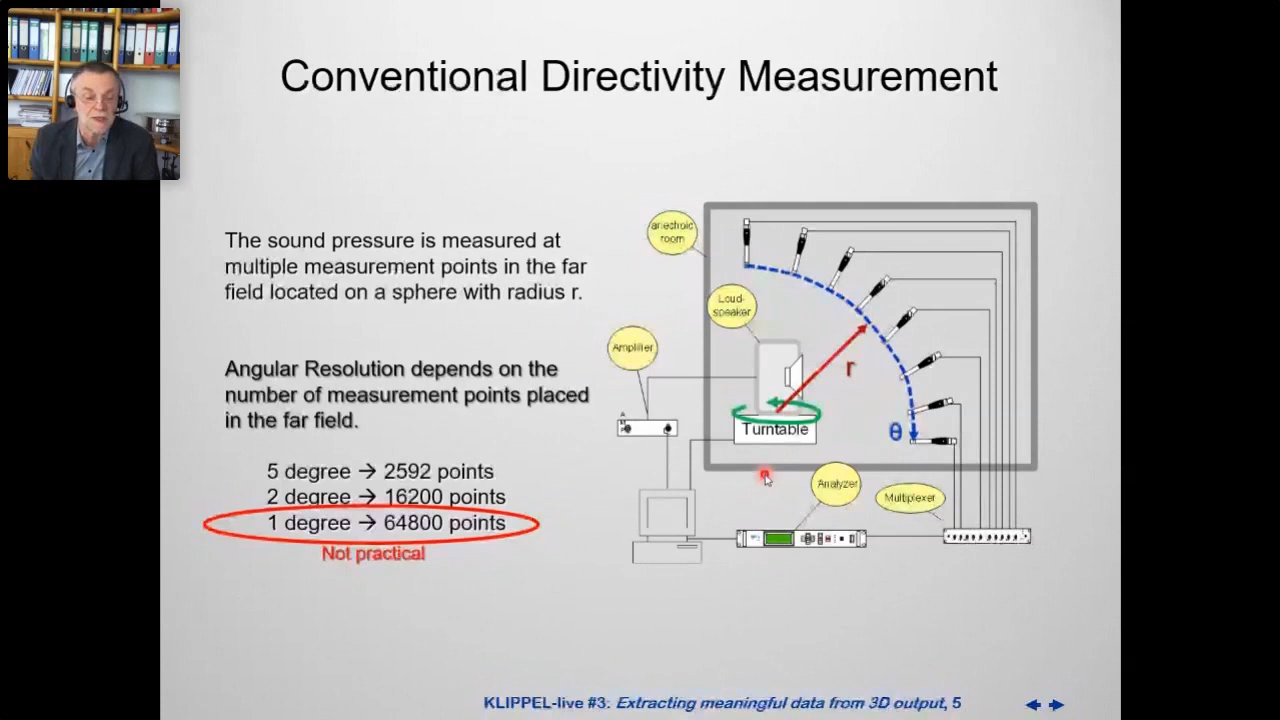 Conventional Directivity Measurement
The sound pressure is measured at
multiple measurement points in the far
field located on a sphere with radius r.
Angular Resolution depends on the
number of measurement points placed
in the far field.
5 degree → 2592 points
2 degree → 16200 points
1 degree → 64800 points
Not practical
anechoic
room
Loud-
speaker
Amplifier
r
θ
Turntable
Analyzer
Multiplexer
KLIPPEL-live #3: Extracting meaningful data from 3D output, 5